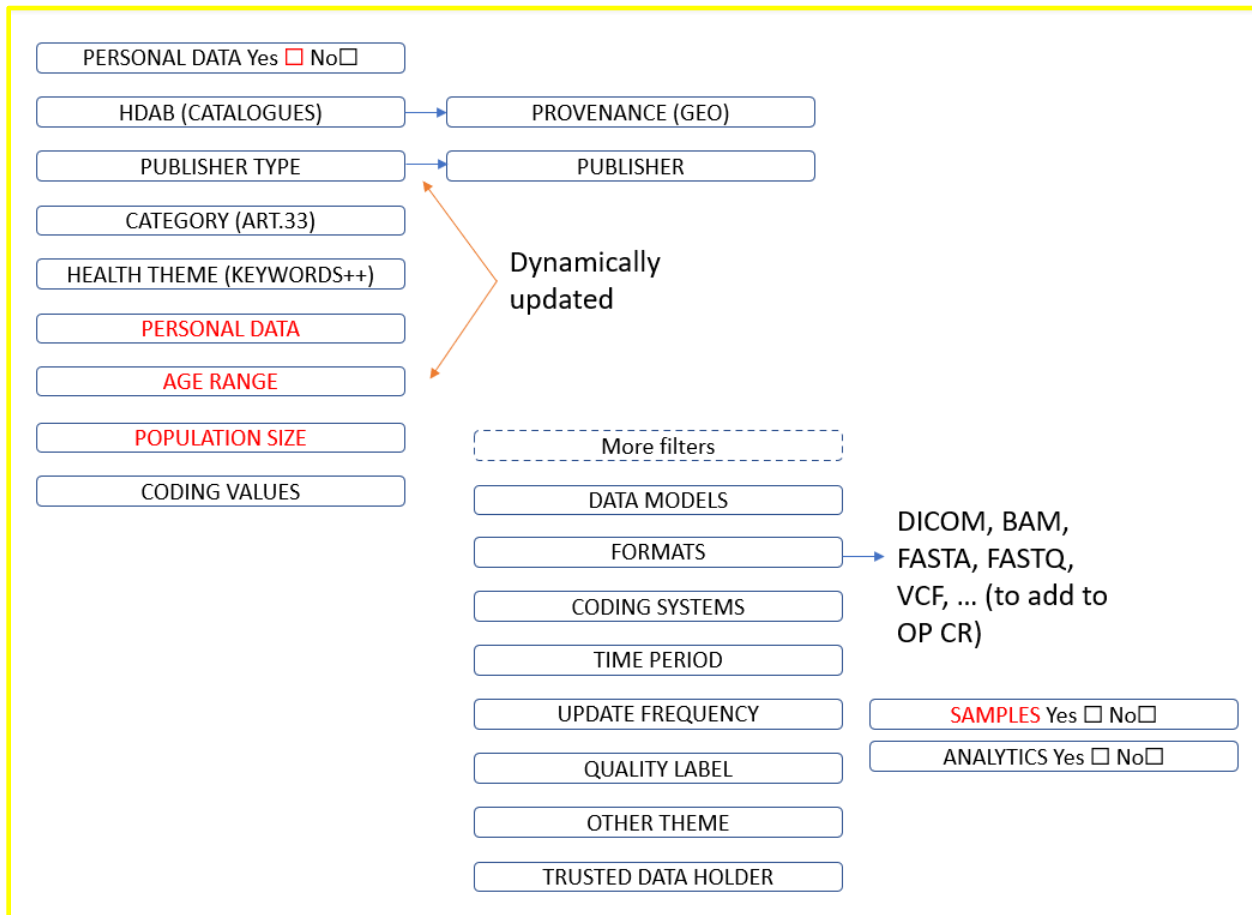 PERSONAL DATA Yes ☐ No☐
HDAB (CATALOGUES)
PROVENANCE (GEO)
PUBLISHER TYPE
PUBLISHER
CATEGORY (ART.33)
HEALTH THEME (KEYWORDS++)
Dynamically
updated
PERSONAL DATA
AGE RANGE
POPULATION SIZE
CODING VALUES
More filters
DATA MODELS
FORMATS
DICOM, BAM,
FASTA, FASTQ,
VCF, ... (to add to
OP CR)
CODING SYSTEMS
TIME PERIOD
UPDATE FREQUENCY
SAMPLES Yes ☐ No☐
ANALYTICS Yes ☐ No☐
QUALITY LABEL
OTHER THEME
TRUSTED DATA HOLDER